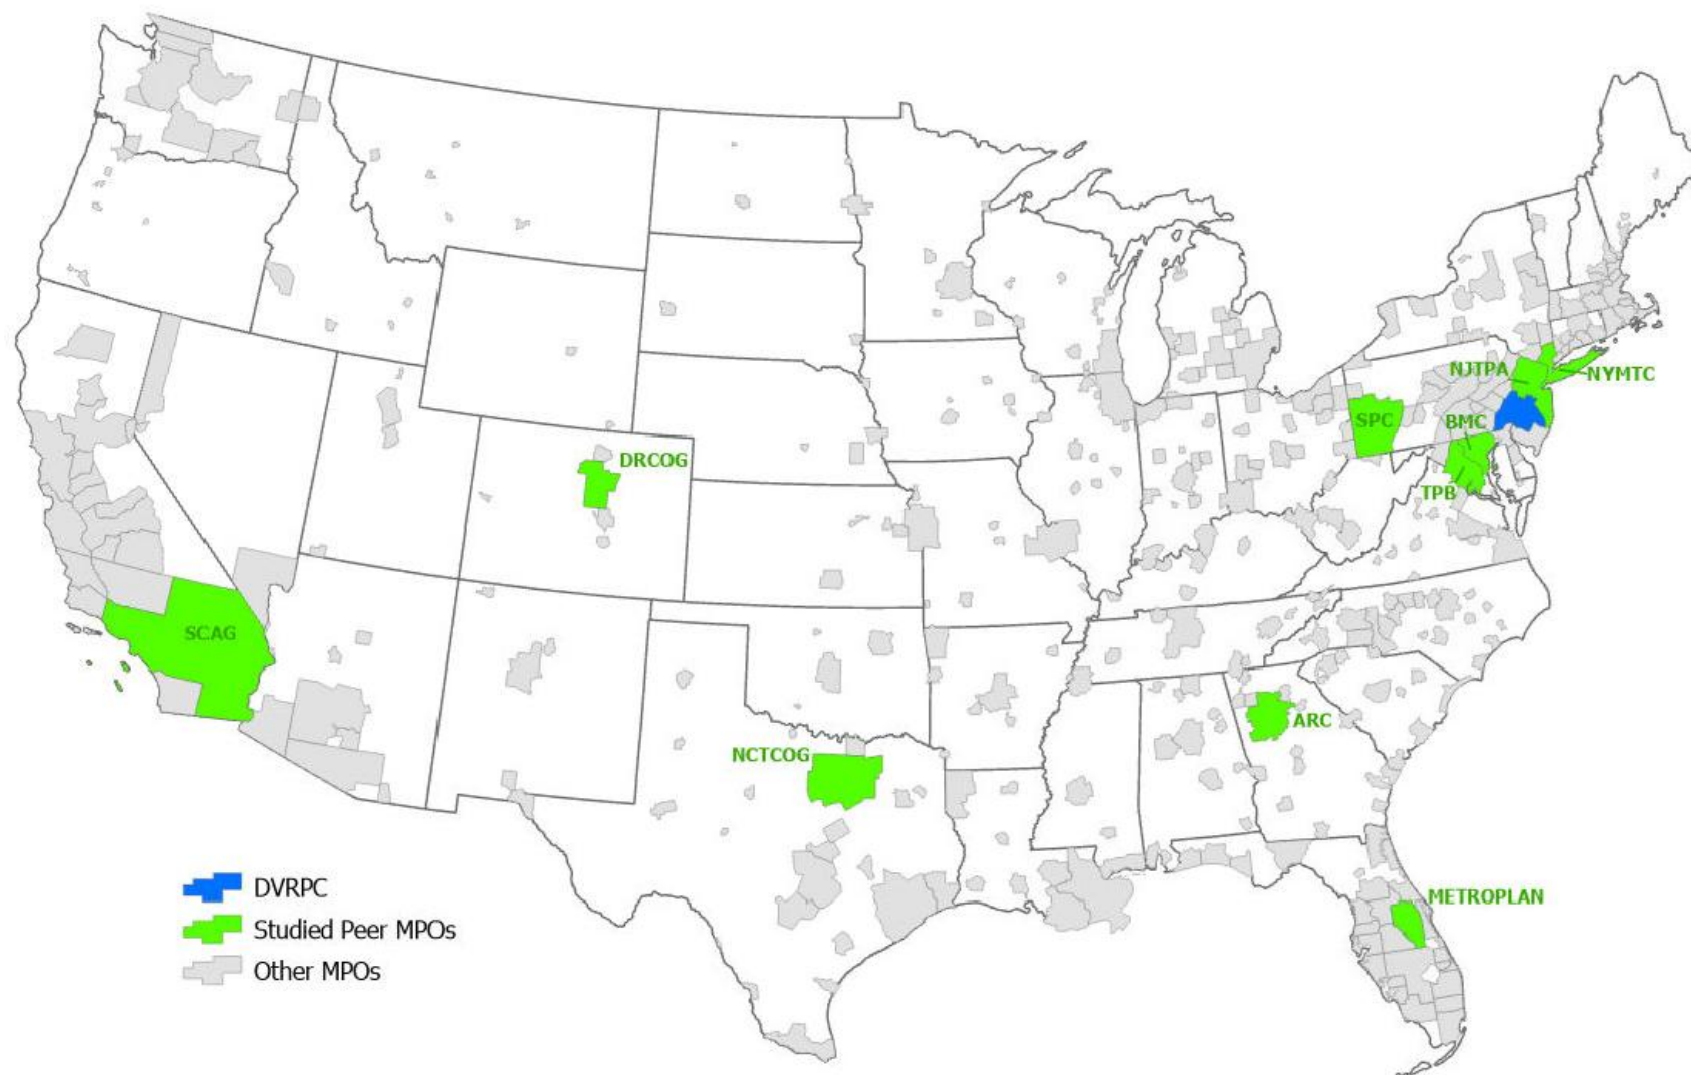 NJTPA
NYMTC
SPC
BMC
DRCOG
TPB
SCAG
ARC
NCTCOG
METROPLAN
DVRPC
Studied Peer MPOs
Other MPOs